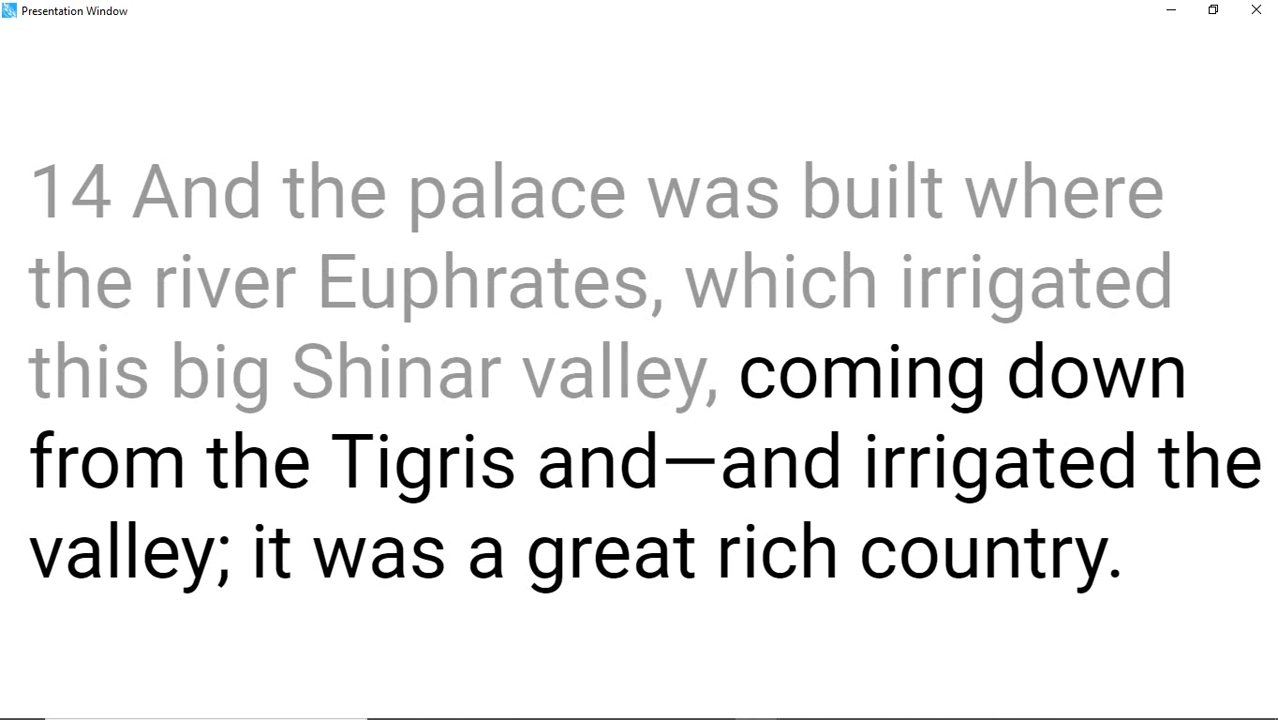 Presentation Window
14 And the palace was built where
the river Euphrates, which irrigated
this big Shinar valley, coming down
from the Tigris and—and irrigated the
valley; it was a great rich country.